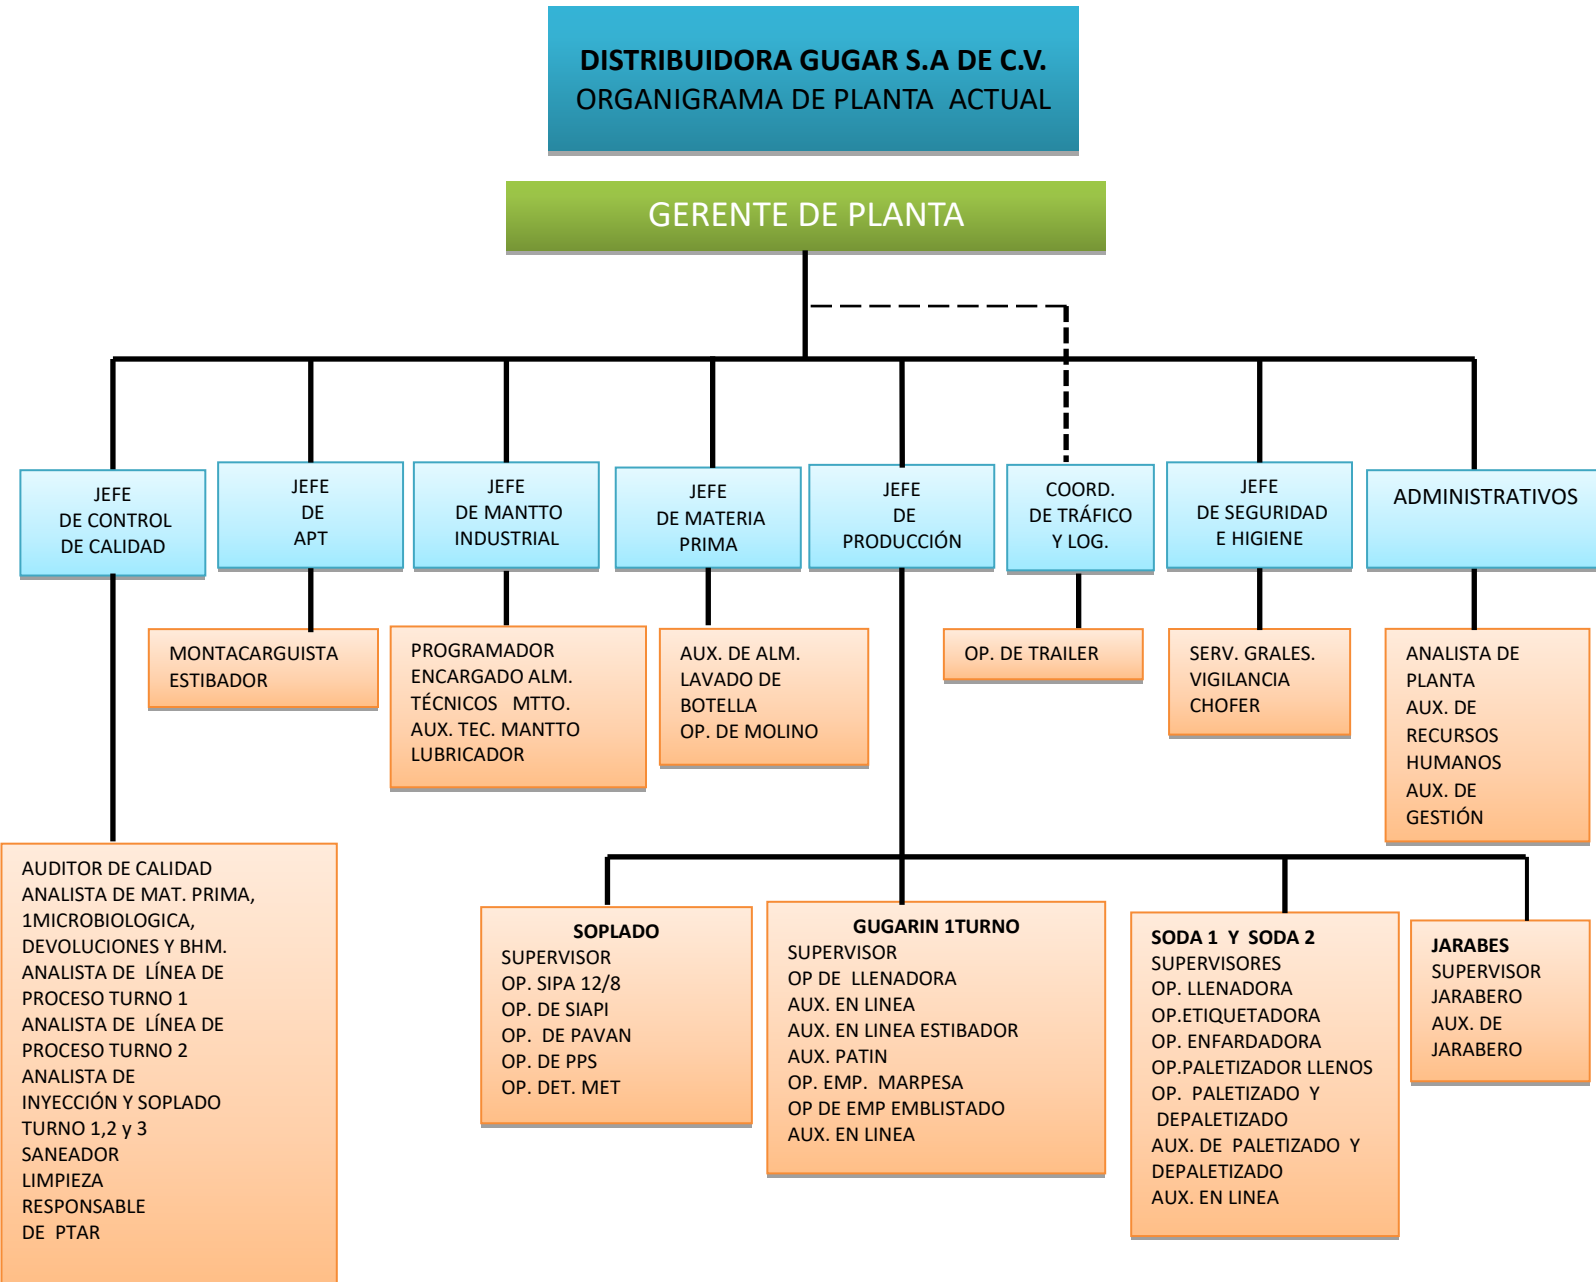 DISTRIBUIDORA GUGAR S.A DE C.V.
ORGANIGRAMA DE PLANTA ACTUAL
GERENTE DE PLANTA
JEFE
DE CONTROL
DE CALIDAD
JEFE
DE
APT
JEFE
DE MANTTO
INDUSTRIAL
JEFE
DE MATERIA
PRIMA
JEFE
DE
PRODUCCIÓN
COORD.
DE TRÁFICO
Y LOG.
JEFE
DE SEGURIDAD
E HIGIENE
ADMINISTRATIVOS
MONTACARGUISTA
ESTIBADOR
PROGRAMADOR
ENCARGADO ALM.
TÉCNICOS MTTO.
AUX. TEC. MANTTO
LUBRICADOR
AUX. DE ALM.
LAVADO DE
BOTELLA
OP. DE MOLINO
OP. DE TRAILER
SERV. GRALES.
VIGILANCIA
CHOFER
ANALISTA DE
PLANTA
AUX. DE
RECURSOS
HUMANOS
AUX. DE
GESTIÓN
AUDITOR DE CALIDAD
ANALISTA DE MAT. PRIMA,
1MICROBIOLOGICA,
DEVOLUCIONES Y BHM.
ANALISTA DE LÍNEA DE
PROCESO TURNO 1
ANALISTA DE LÍNEA DE
PROCESO TURNO 2
ANALISTA DE
INYECCIÓN Y SOPLADO
TURNO 1,2 y 3
SANEADOR
LIMPIEZA
RESPONSABLE
DE PTAR
SOPLADO
SUPERVISOR
OP. SIPA 12/8
OP. DE SIAPI
OP. DE PAVAN
OP. DE PPS
OP. DET. MET
GUGARIN 1TURNO
SUPERVISOR
OP DE LLENADORA
AUX. EN LINEA
AUX. EN LINEA ESTIBADOR
AUX. PATIN
OP. EMP. MARPESA
OP DE EMP EMBLISTADO
AUX. EN LINEA
SODA 1 Y SODA 2
SUPERVISORES
OP. LLENADORA
OP.ETIQUETADORA
OP. ENFARDADORA
OP.PALETIZADOR LLENOS
OP. PALETIZADO Y
DEPALETIZADO
AUX. DE PALETIZADO Y
DEPALETIZADO
AUX. EN LINEA
JARABES
SUPERVISOR
JARABERO
AUX. DE
JARABERO